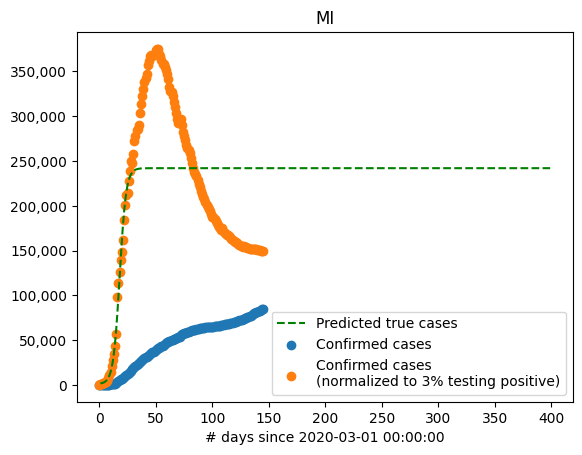 MI
350,000
300,000
250,000
200,000
150,000
100,000
50,000
0
Predicted true cases
Confirmed cases
Confirmed cases
(normalized to 3% testing positive)
0 50 100 150 200 250 300 350 400
# days since 2020-03-01 00:00:00